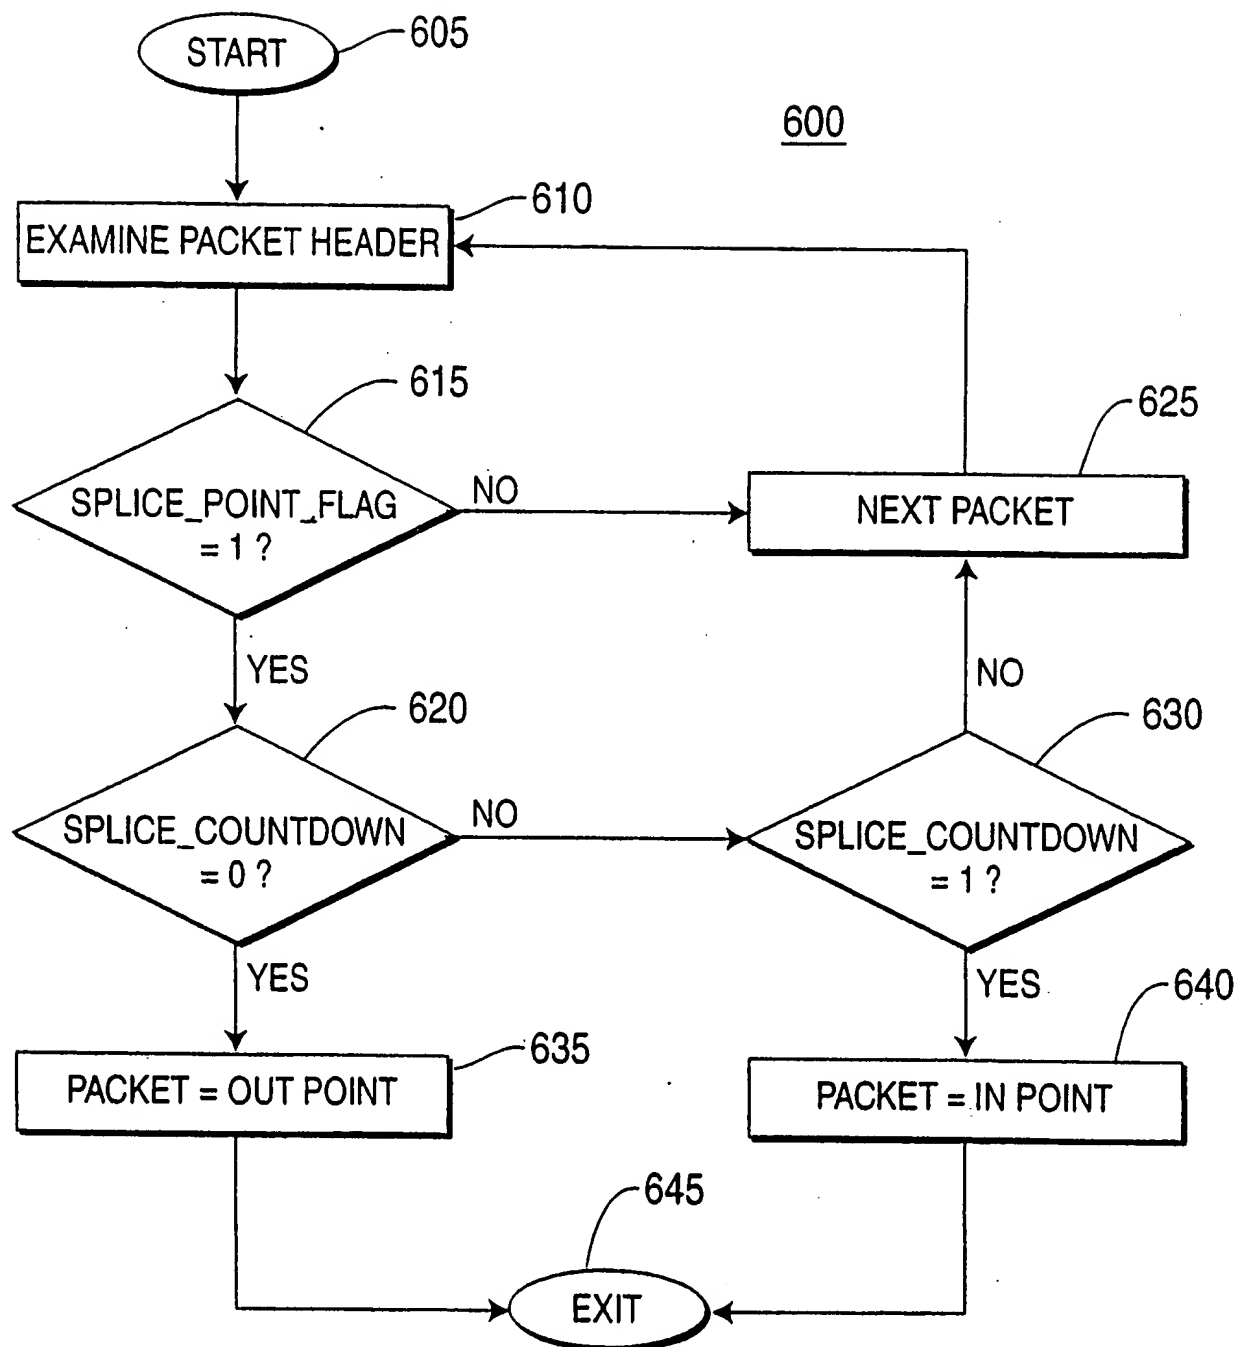 START
605
600
EXAMINE PACKET HEADER
610
615
SPLICE_POINT_FLAG
= 1 ?
NO
NEXT PACKET
625
YES
NO
620
630
SPLICE_COUNTDOWN
= 0 ?
NO
SPLICE_COUNTDOWN
= 1 ?
YES
YES
635
640
PACKET = OUT POINT
PACKET = IN POINT
645
EXIT